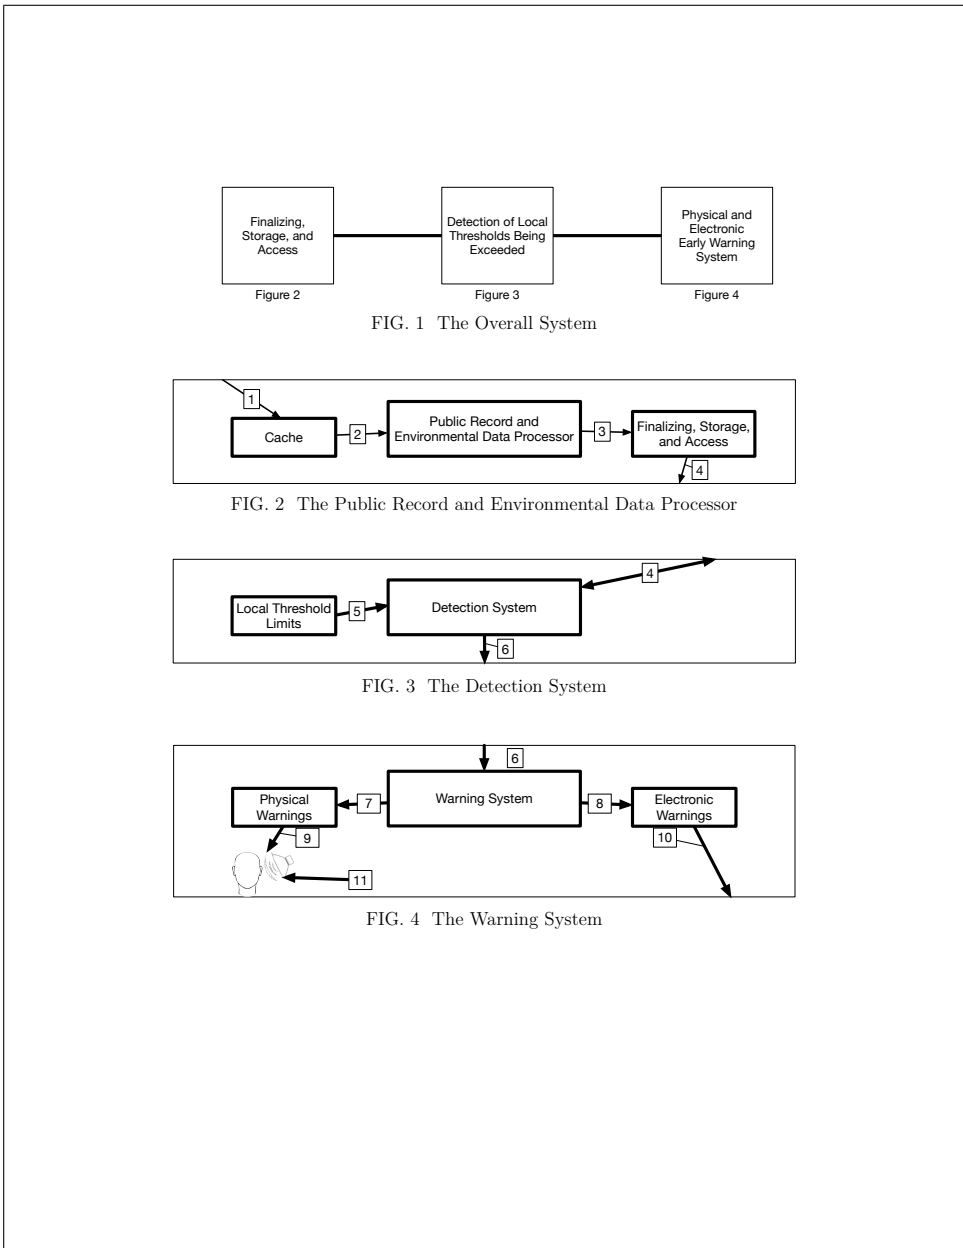 Finalizing,
Storage, and
Access
Detection of Local
Thresholds Being
Exceeded
Physical and
Electronic
Early Warning
System
Figure 2
Figure 3
Figure 4
FIG. 1 The Overall System
1
Cache
2
Public Record and
Environmental Data Processor
3
Finalizing, Storage,
and Access
4
FIG. 2 The Public Record and Environmental Data Processor
4
Local Threshold
Limits
5
Detection System
6
FIG. 3 The Detection System
6
Physical
Warnings
7
Warning System
8
Electronic
Warnings
9
10
11
FIG. 4 The Warning System